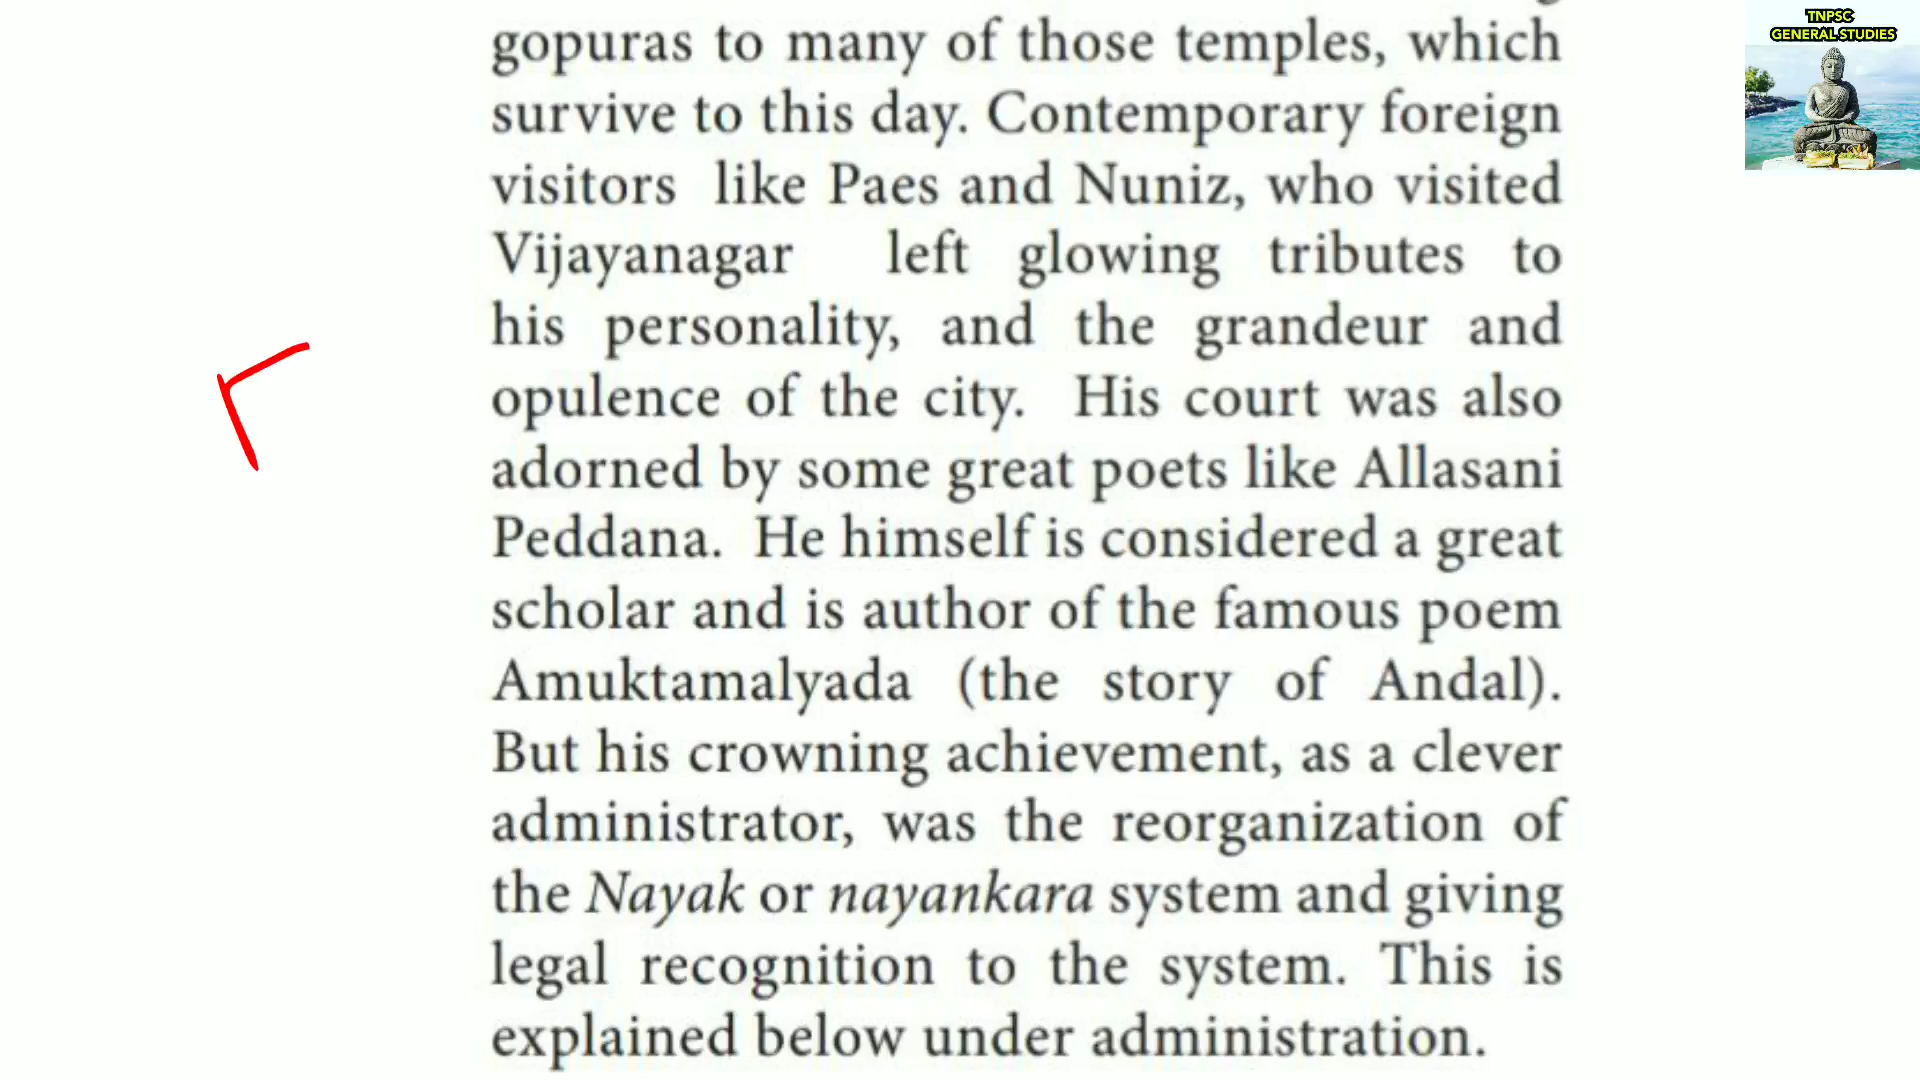 gopuras to many of those temples, which
survive to this day. Contemporary foreign
visitors like Paes and Nuniz, who visited
Vijayanagar left glowing tributes to
his personality, and the grandeur and
opulence of the city. His court was also
adorned by some great poets like Allasani
Peddana. He himself is considered a great
scholar and is author of the famous poem
Amuktamalyada (the story of Andal).
But his crowning achievement, as a clever
administrator, was the reorganization of
the Nayak or nayankara system and giving
legal recognition to the system. This is
explained below under administration.
TNPSC
GENERAL STUDIES